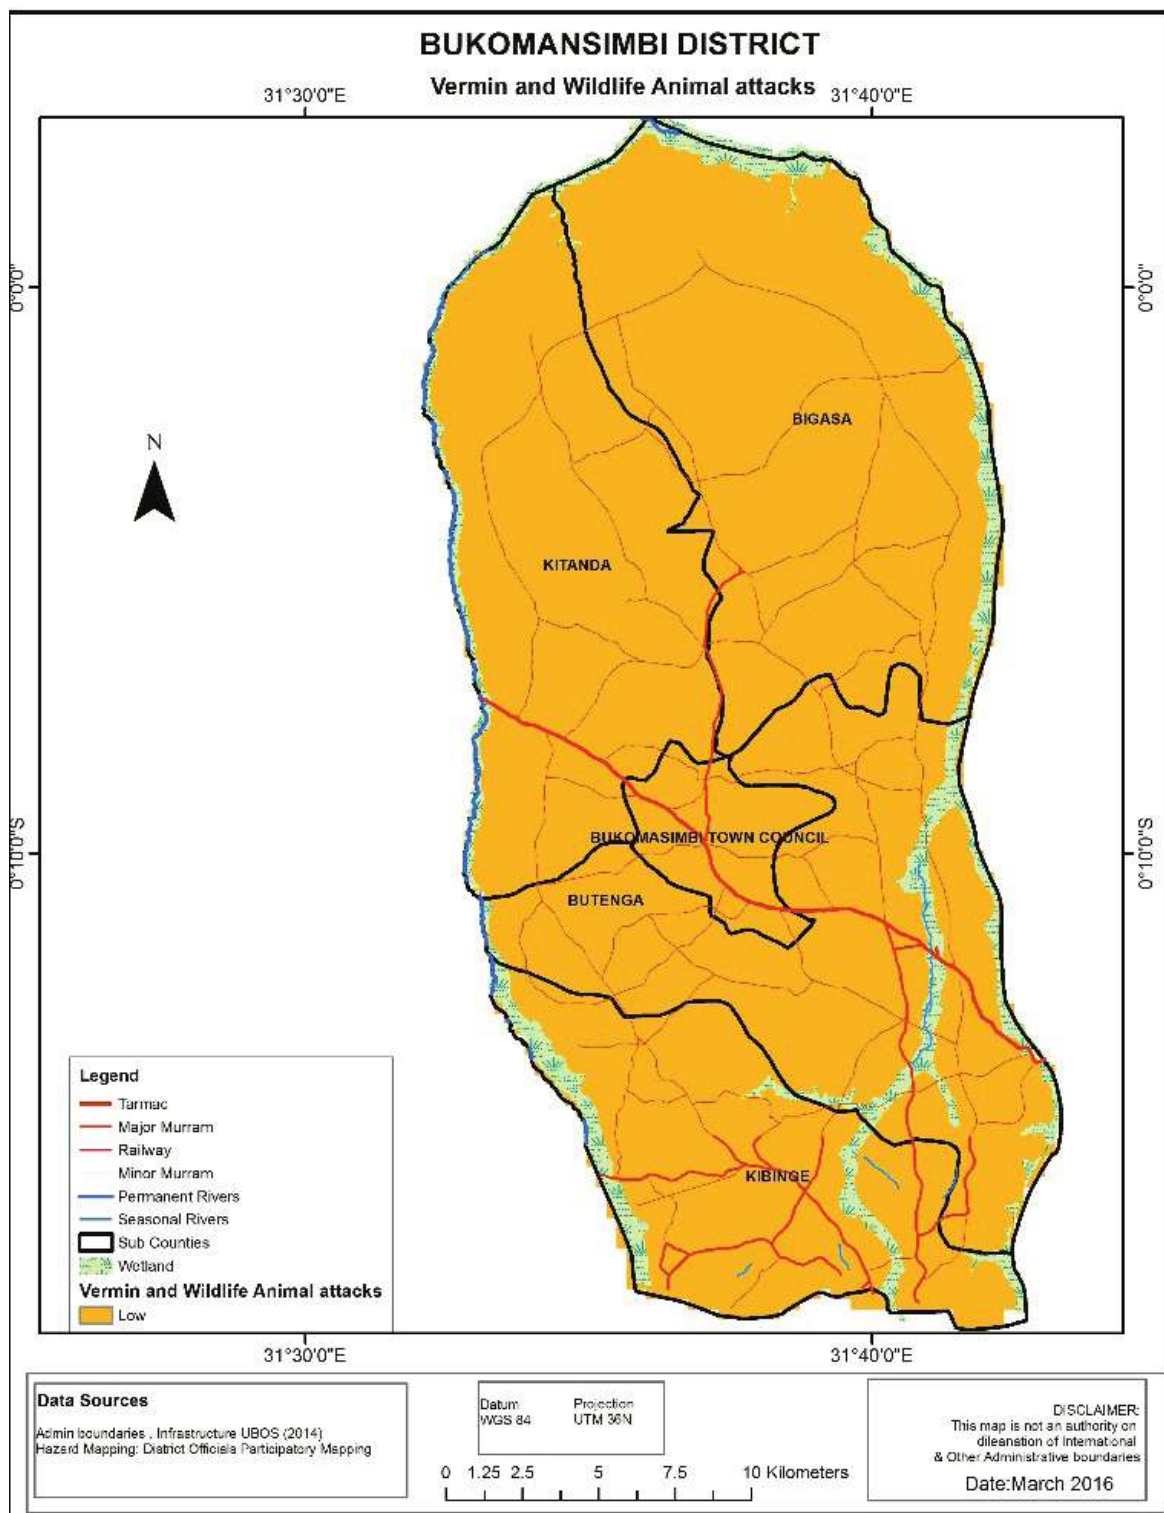 BUKOMANSIMBI DISTRICT
Vermin and Wildlife Animal attacks
31°30'0"E
31°40'0"E
0°0'0"
0°0'0"
BIGASA
N
KITANDA
0°10'0"S
0°10'0"S
BUKOMASIMBI TOWN COUNCIL
BUTENGA
KIBINGE
Legend
Tarmac
Major Murram
Railway
Minor Murram
Permanent Rivers
Seasonal Rivers
Sub Counties
Wetland
Vermin and Wildlife Animal attacks
Low
31°30'0"E
31°40'0"E
Data Sources
Admin boundaries , Infrastructure UBOS (2014)
Hazard Mapping: District Officials Participatory Mapping
Datum Projection
WGS 84 UTM 36N
0 1.25 2.5 5 7.5 10 Kilometers
DISCLAIMER:
This map is not an authority on
dileanation of International
& Other Administrative boundaries
Date:March 2016